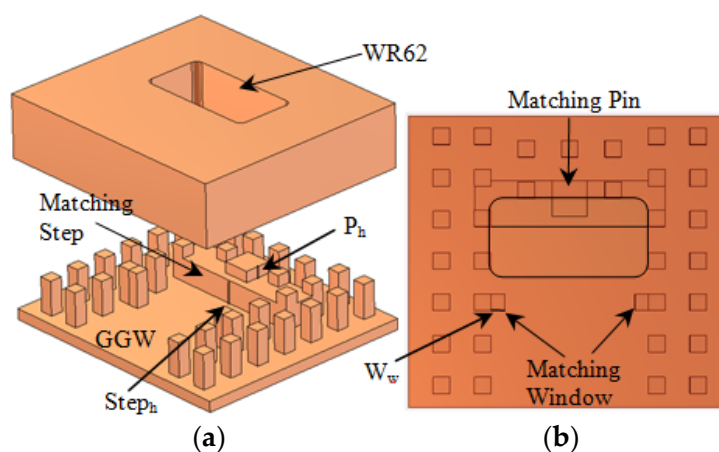 WR62
Matching
Step
P_h
GGW
Step_h
(a)
Matching Pin
W_w
Matching
Window
(b)